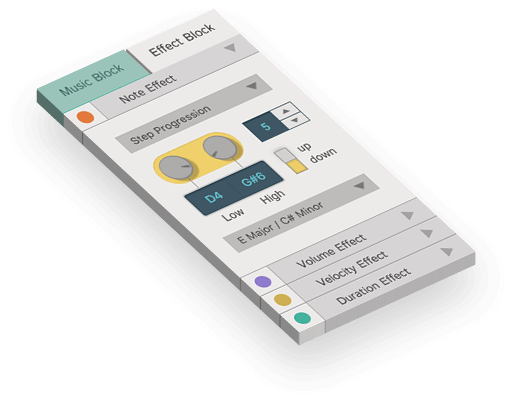 Music Block
Effect Block
Note Effect
Step Progression
5
D4
G#6
up
down
Low
High
E Major / C# Minor
Volume Effect
Velocity Effect
Duration Effect